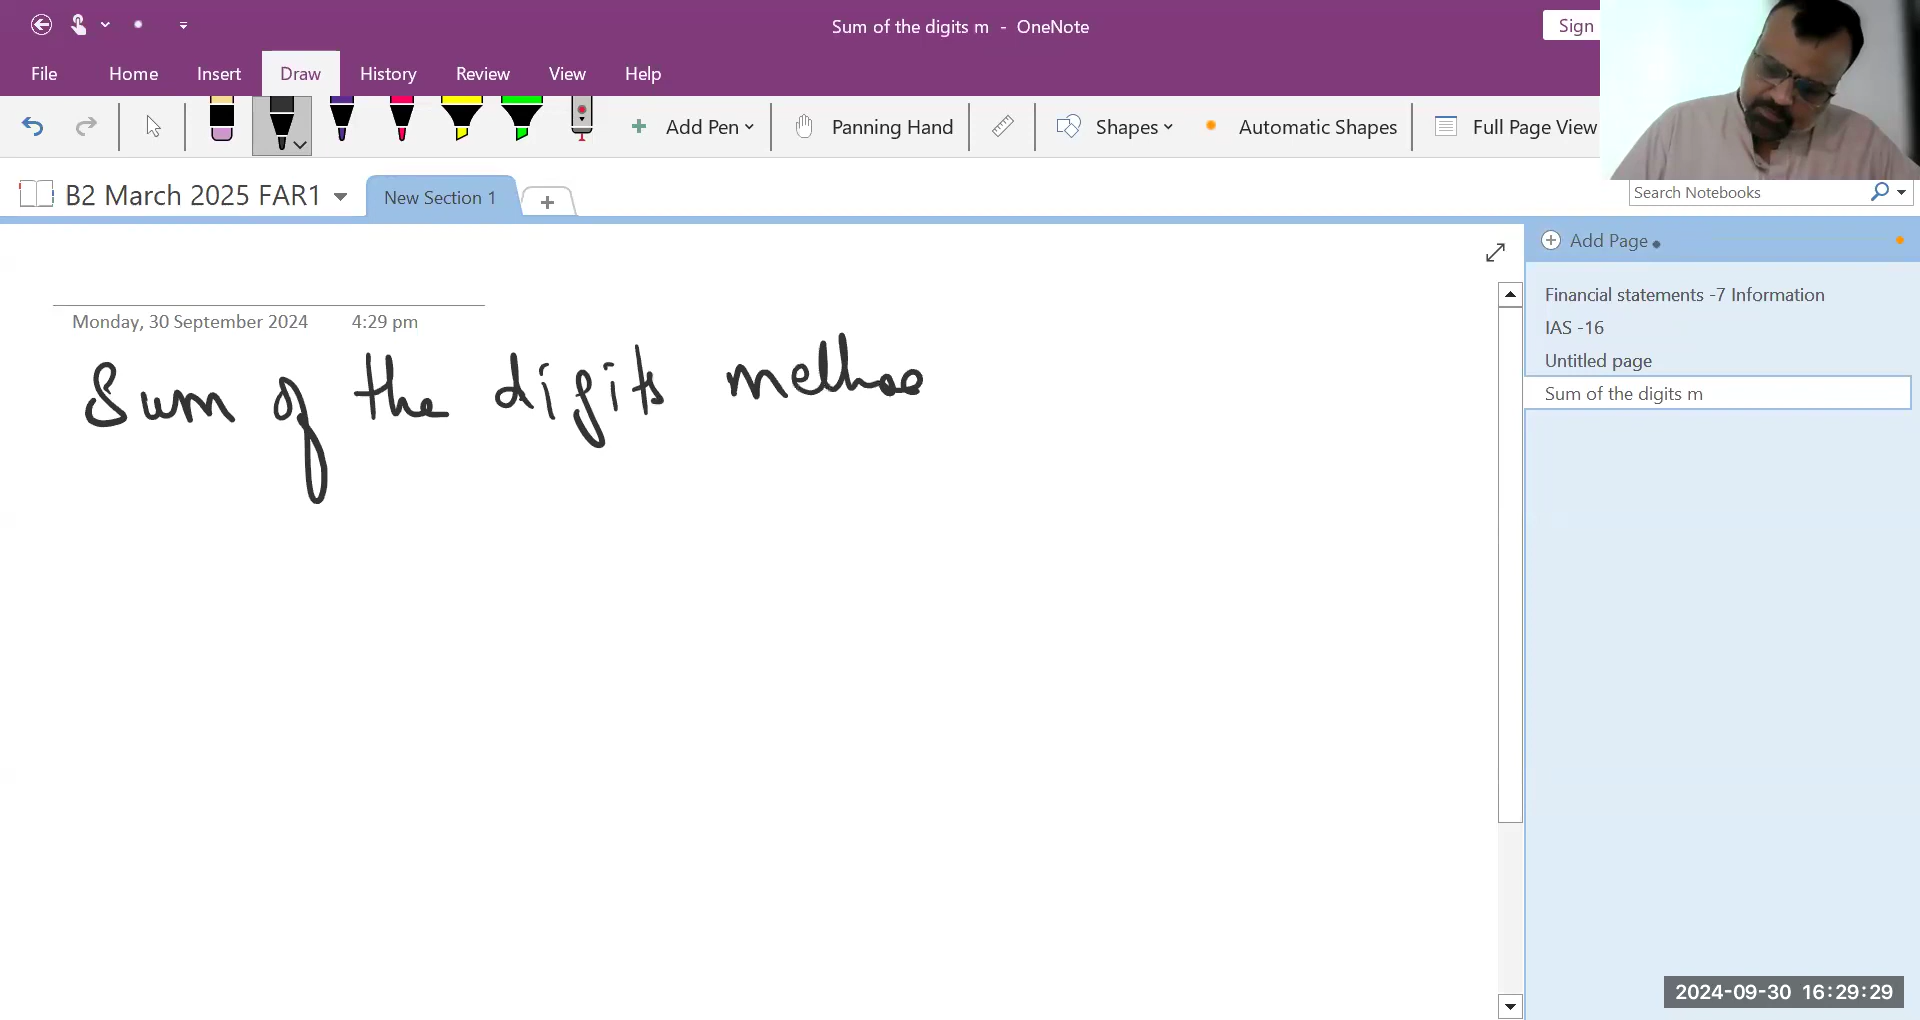 Sum of the digits m - OneNote
Sign
File Home Insert Draw History Review View Help
Add Pen Panning Hand Shapes Automatic Shapes Full Page View
B2 March 2025 FAR1 New Section 1
Search Notebooks
Add Page
Financial statements -7 Information
IAS -16
Untitled page
Sum of the digits m
Monday, 30 September 2024 4:29 pm
Sum of the digits methoo
2024-09-30 16:29:29